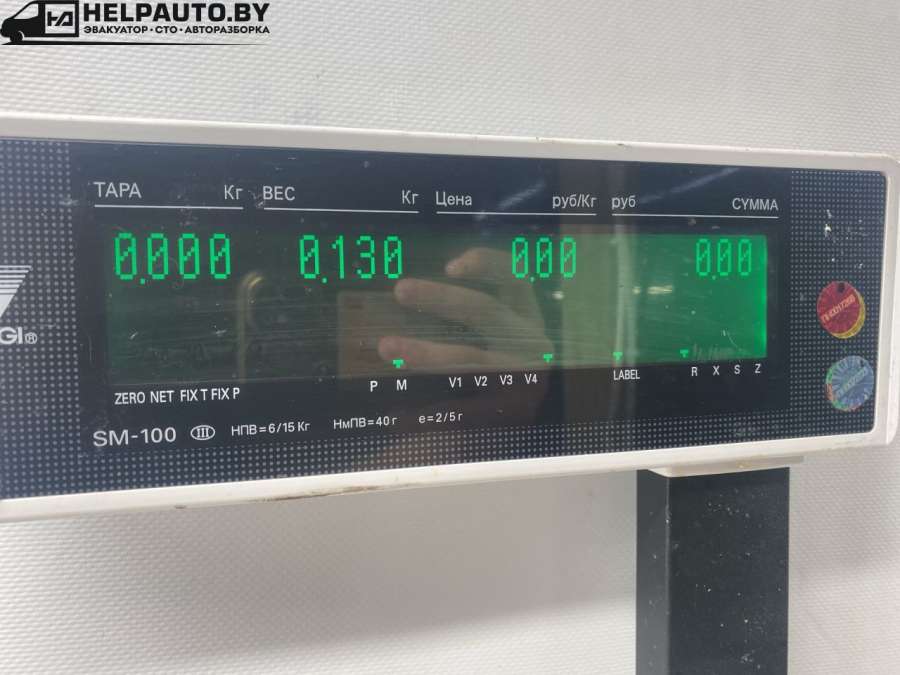 HELPAUTO.BY
ЭВАКУАТОР · СТО · АВТОРАЗБОРКА
ТАРА Кг ВЕС Кг Цена руб/Кг руб СУММА
0.000 0.130 0.00 0.00
GI®
P M V1 V2 V3 V4 LABEL R X S Z
ZERO NET FIX T FIX P
SM-100 III НПВ=6/15 Кг НмПВ=40 г e=2/5 г